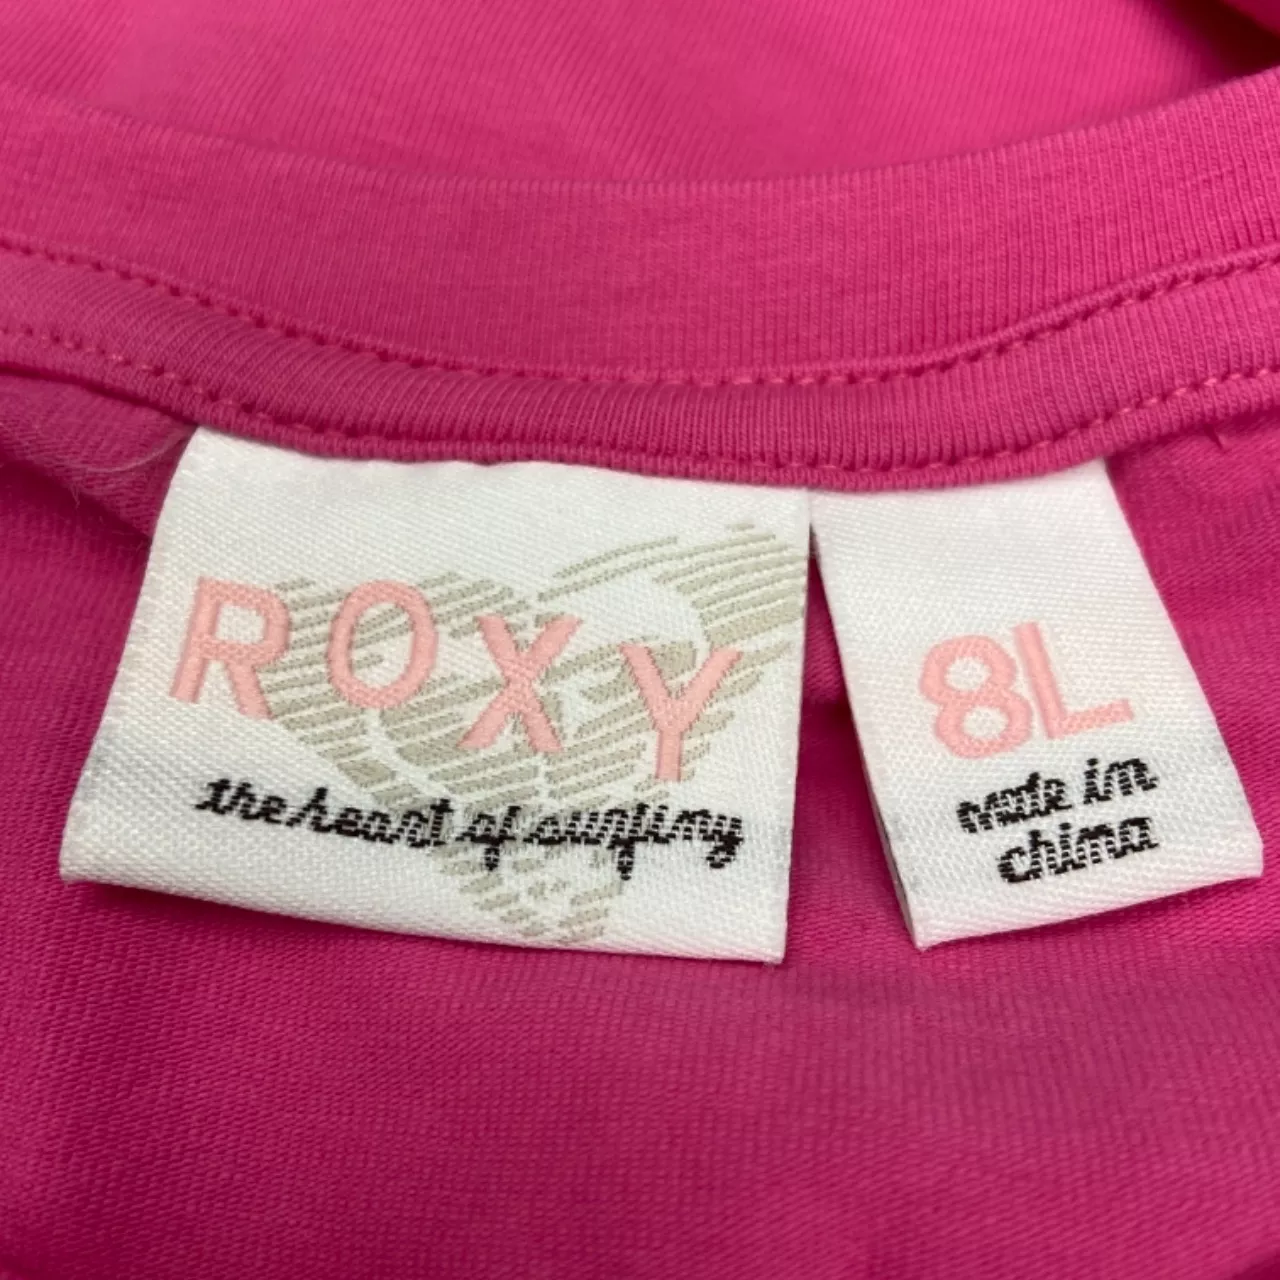 ROXY
the heart of surfing
8L
made in
china